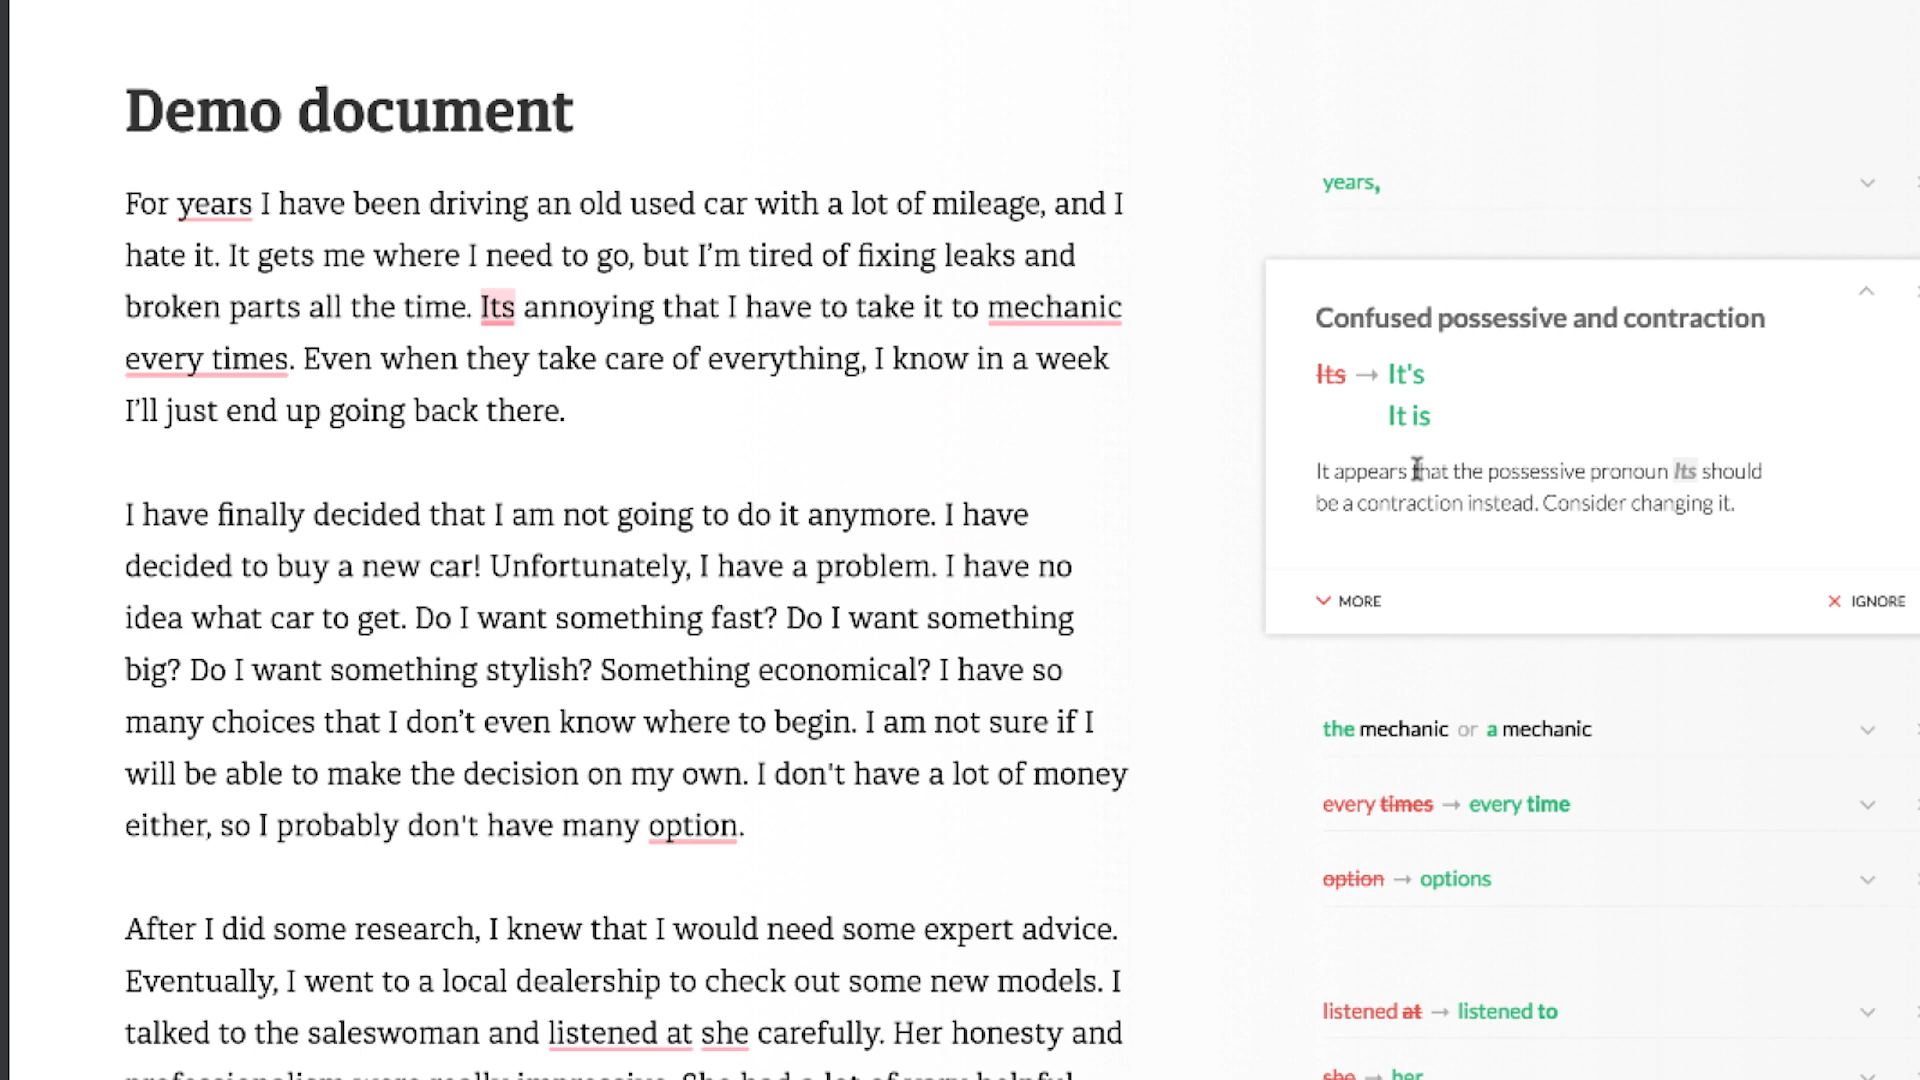 Demo document
For years I have been driving an old used car with a lot of mileage, and I
hate it. It gets me where I need to go, but I’m tired of fixing leaks and
broken parts all the time. Its annoying that I have to take it to mechanic
every times. Even when they take care of everything, I know in a week
I’ll just end up going back there.
I have finally decided that I am not going to do it anymore. I have
decided to buy a new car! Unfortunately, I have a problem. I have no
idea what car to get. Do I want something fast? Do I want something
big? Do I want something stylish? Something economical? I have so
many choices that I don’t even know where to begin. I am not sure if I
will be able to make the decision on my own. I don't have a lot of money
either, so I probably don't have many option.
After I did some research, I knew that I would need some expert advice.
Eventually, I went to a local dealership to check out some new models. I
talked to the saleswoman and listened at she carefully. Her honesty and
professionalism were really impressive. She had a lot of very helpful
years,
Confused possessive and contraction
Its → It's
It is
It appears that the possessive pronoun Its should
be a contraction instead. Consider changing it.
MORE
IGNORE
the mechanic or a mechanic
every times → every time
option → options
listened at → listened to
she → her